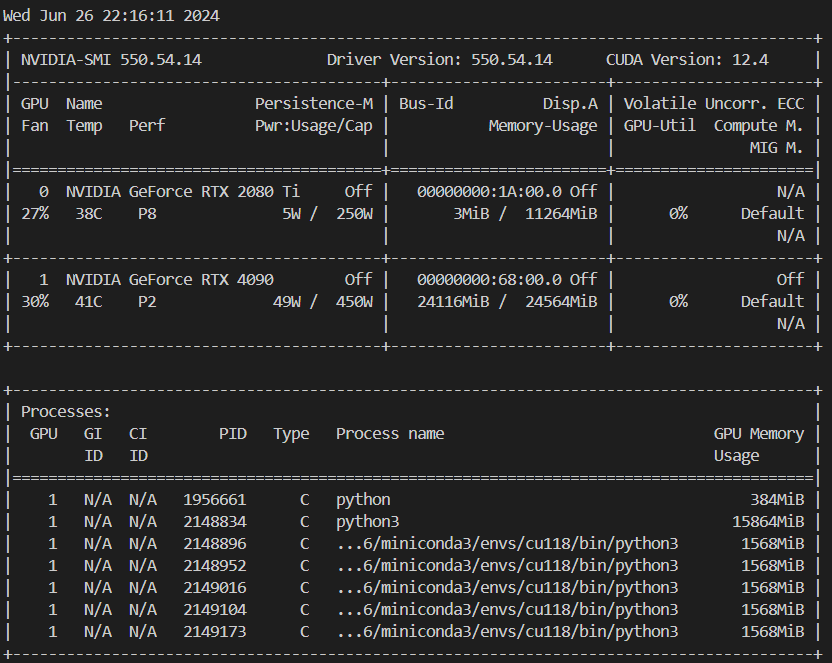 Wed Jun 26 22:16:11 2024
+-----------------------------------------------------------------------------------------+
| NVIDIA-SMI 550.54.14              Driver Version: 550.54.14      CUDA Version: 12.4     |
|-----------------------------------------+------------------------+----------------------+
| GPU  Name                 Persistence-M | Bus-Id          Disp.A | Volatile Uncorr. ECC |
| Fan  Temp   Perf          Pwr:Usage/Cap |           Memory-Usage | GPU-Util  Compute M. |
|                                         |                        |               MIG M. |
|=========================================+========================+======================|
|   0  NVIDIA GeForce RTX 2080 Ti     Off |   00000000:1A:00.0 Off |                  N/A |
| 27%   38C    P8               5W /  250W |       3MiB /  11264MiB |      0%      Default |
|                                         |                        |                  N/A |
+-----------------------------------------+------------------------+----------------------+
|   1  NVIDIA GeForce RTX 4090        Off |   00000000:68:00.0 Off |                  Off |
| 30%   41C    P2              49W /  450W |   24116MiB /  24564MiB |      0%      Default |
|                                         |                        |                  N/A |
+-----------------------------------------+------------------------+----------------------+
+-----------------------------------------------------------------------------------------+
| Processes:                                                                              |
|  GPU   GI   CI        PID   Type   Process name                              GPU Memory |
|        ID   ID                                                               Usage      |
|=========================================================================================|
|    1   N/A  N/A   1956661      C   python                                        384MiB |
|    1   N/A  N/A   2148834      C   python3                                     15864MiB |
|    1   N/A  N/A   2148896      C   ...6/miniconda3/envs/cu118/bin/python3       1568MiB |
|    1   N/A  N/A   2148952      C   ...6/miniconda3/envs/cu118/bin/python3       1568MiB |
|    1   N/A  N/A   2149016      C   ...6/miniconda3/envs/cu118/bin/python3       1568MiB |
|    1   N/A  N/A   2149104      C   ...6/miniconda3/envs/cu118/bin/python3       1568MiB |
|    1   N/A  N/A   2149173      C   ...6/miniconda3/envs/cu118/bin/python3       1568MiB |
+-----------------------------------------------------------------------------------------+